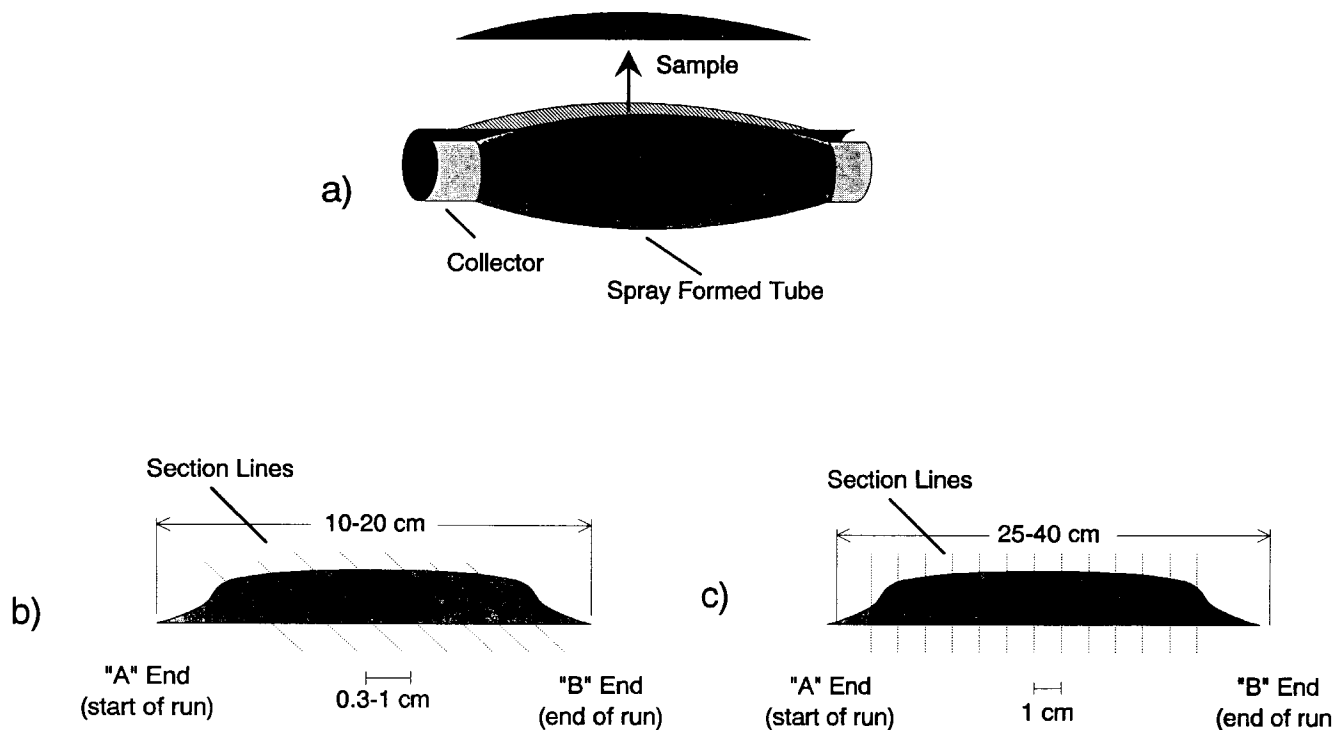 Sample
a)
Collector
Spray Formed Tube
Section Lines
10-20 cm
b)
"A" End
(start of run)
0.3-1 cm
"B" End
(end of run)
Section Lines
25-40 cm
c)
"A" End
(start of run)
1 cm
"B" End
(end of run